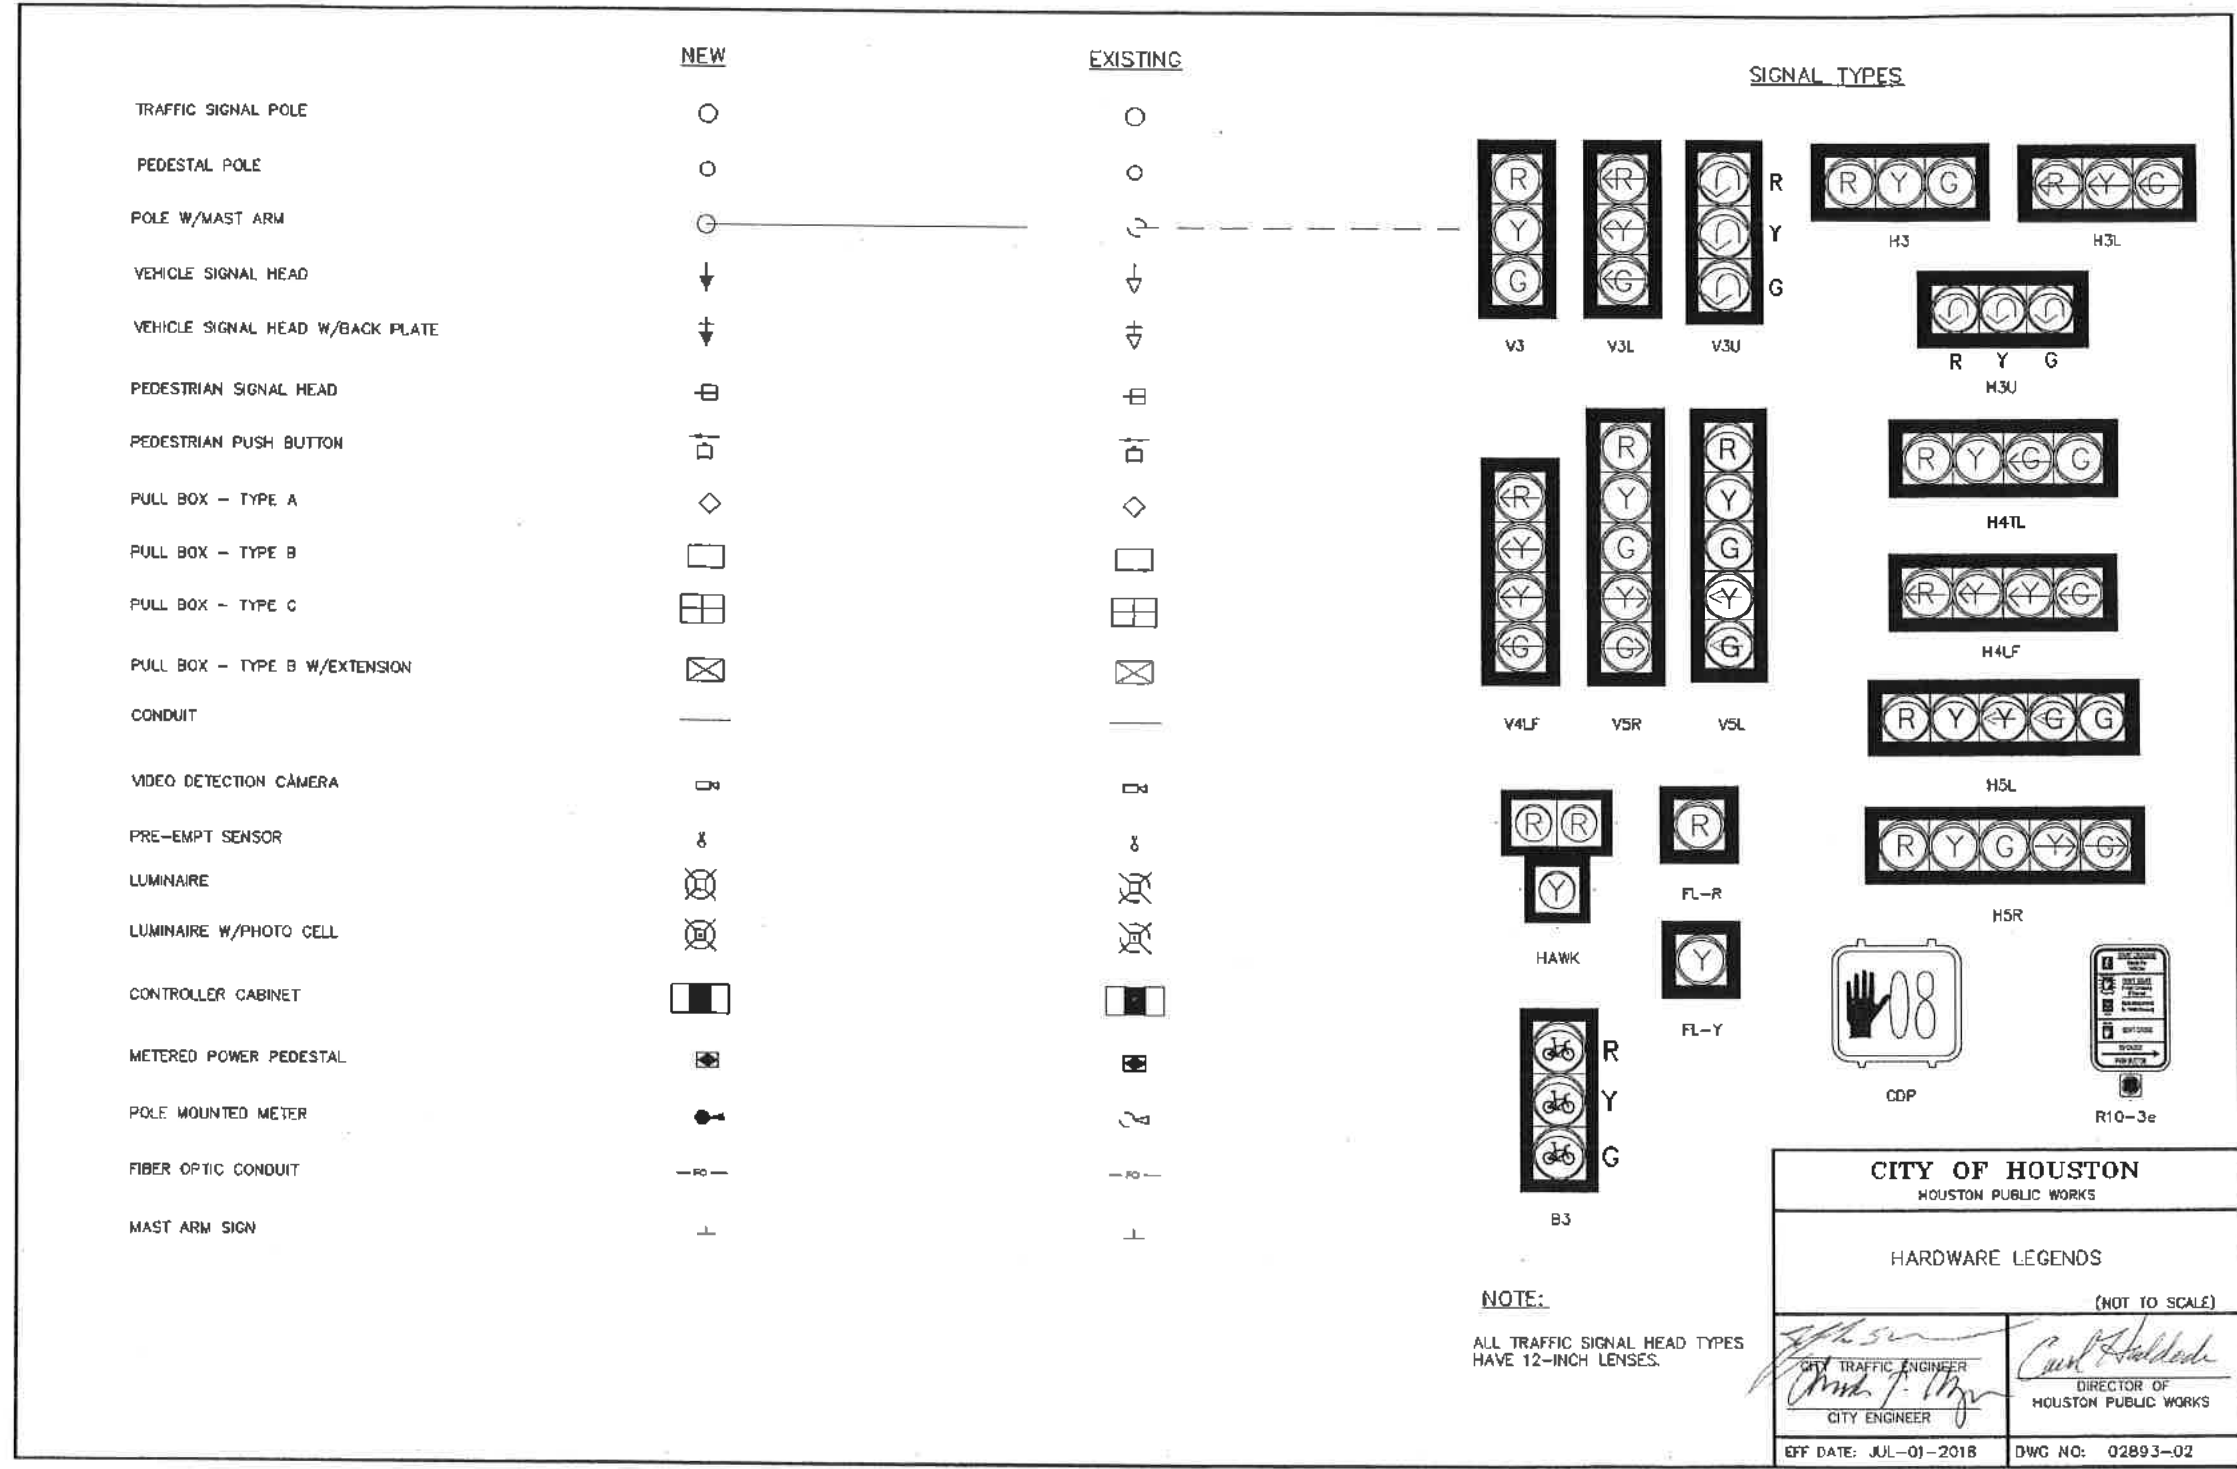 NEW
EXISTING
SIGNAL TYPES
TRAFFIC SIGNAL POLE
PEDESTAL POLE
POLE W/MAST ARM
VEHICLE SIGNAL HEAD
VEHICLE SIGNAL HEAD W/BACK PLATE
PEDESTRIAN SIGNAL HEAD
PEDESTRIAN PUSH BUTTON
PULL BOX - TYPE A
PULL BOX - TYPE B
PULL BOX - TYPE C
PULL BOX - TYPE B W/EXTENSION
CONDUIT
VIDEO DETECTION CAMERA
PRE-EMPT SENSOR
LUMINAIRE
LUMINAIRE W/PHOTO CELL
CONTROLLER CABINET
METERED POWER PEDESTAL
POLE MOUNTED METER
FIBER OPTIC CONDUIT
FO
FO
MAST ARM SIGN
R
Y
G
V3
R
Y
G
V3L
R
Y
G
V3U
R Y G
H3
R Y G
H3L
R Y G
H3U
R
Y
Y
G
V4LF
R
Y
G
Y
G
V5R
R
Y
G
Y
G
V5L
R Y G G
H4TL
R Y Y G
H4LF
R Y Y G G
H5L
R Y G Y G
H5R
R R
Y
HAWK
R
FL-R
Y
FL-Y
R
Y
G
B3
08
CDP
R10-3e
NOTE:
ALL TRAFFIC SIGNAL HEAD TYPES
HAVE 12-INCH LENSES.
CITY OF HOUSTON
HOUSTON PUBLIC WORKS
HARDWARE LEGENDS
(NOT TO SCALE)
CITY TRAFFIC ENGINEER
CITY ENGINEER
DIRECTOR OF
HOUSTON PUBLIC WORKS
EFF DATE: JUL-01-2018
DWG NO: 02893-02